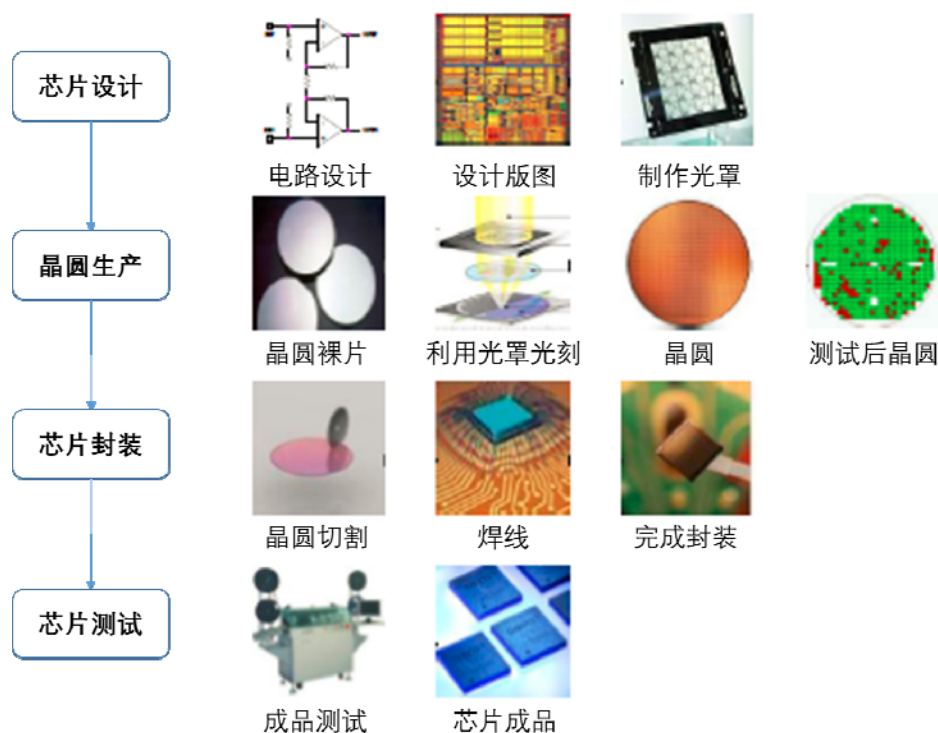 芯片设计
电路设计
设计版图
制作光罩
晶圆生产
晶圆裸片
利用光罩光刻
晶圆
测试后晶圆
芯片封装
晶圆切割
焊线
完成封装
芯片测试
成品测试
芯片成品